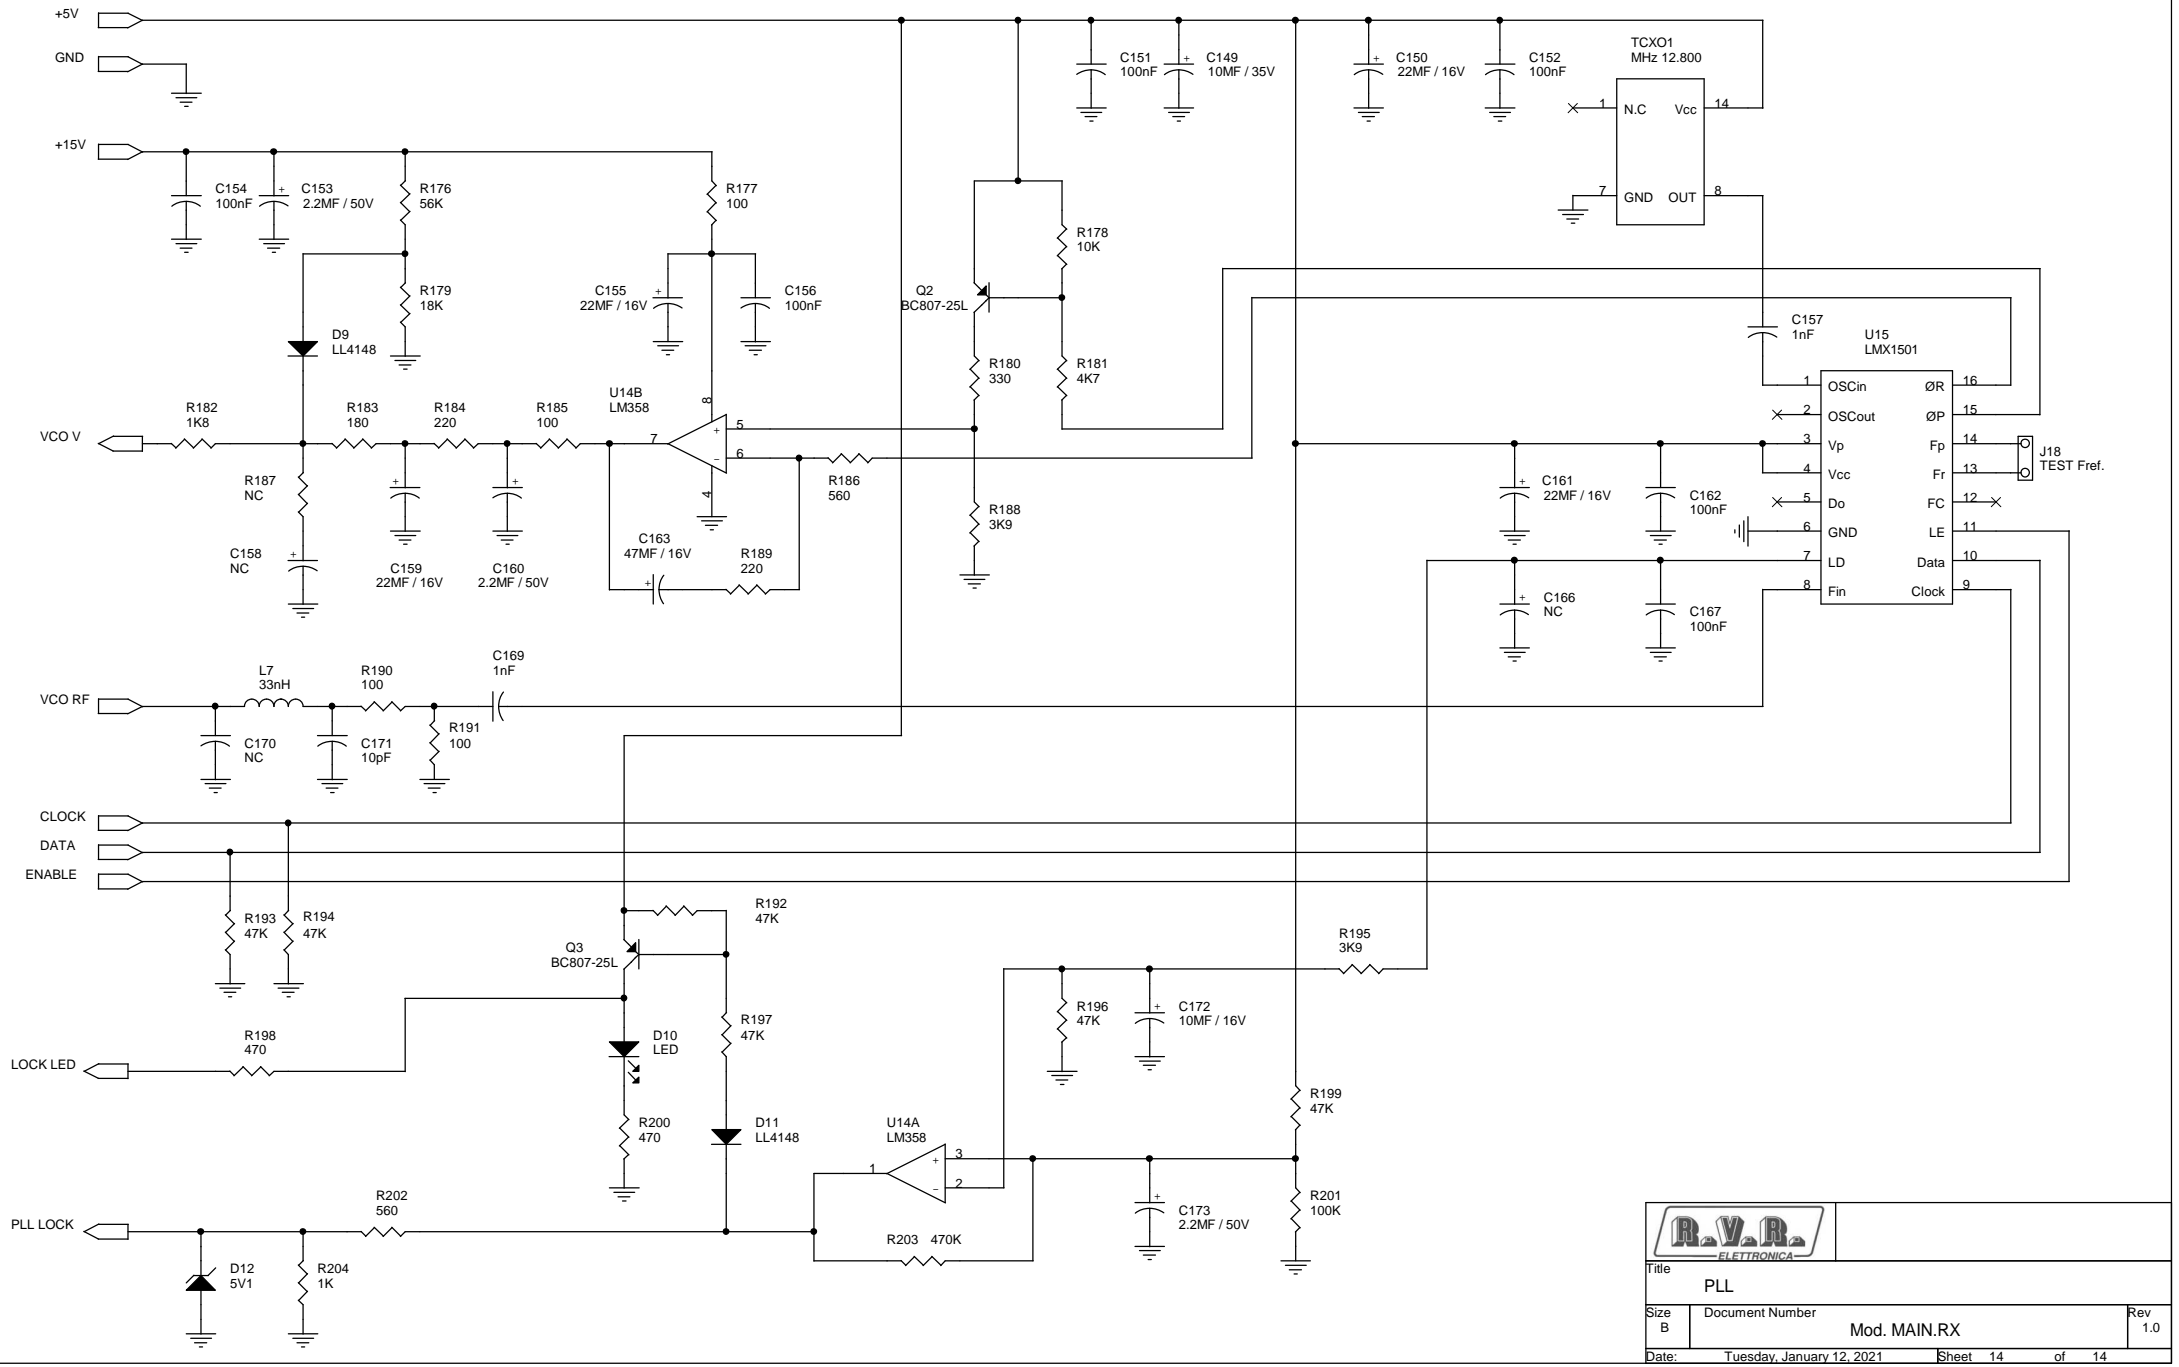 +5V
GND
+15V
C154
100nF
C153
2.2MF / 50V
R176
56K
R177
100
R179
18K
D9
LL4148
C155
22MF / 16V
C156
100nF
C151
100nF
C149
10MF / 35V
C150
22MF / 16V
C152
100nF
TCXO1
MHz 12.800
1
N.C
Vcc
14
7
GND
OUT
8
R178
10K
Q2
BC807-25L
R180
330
R181
4K7
C157
1nF
U15
LMX1501
1
OSCin
ØR
16
2
OSCout
ØP
15
3
Vp
Fp
14
4
Vcc
Fr
13
5
Do
FC
12
6
GND
LE
11
7
LD
Data
10
8
Fin
Clock
9
J18
TEST Fref.
VCO V
R182
1K8
R183
180
R184
220
R185
100
U14B
LM358
8
7
+
5
-
6
4
R187
NC
C158
NC
C159
22MF / 16V
C160
2.2MF / 50V
C163
47MF / 16V
R189
220
R186
560
R188
3K9
C161
22MF / 16V
C162
100nF
C166
NC
C167
100nF
VCO RF
L7
33nH
R190
100
C169
1nF
C170
NC
C171
10pF
R191
100
CLOCK
DATA
ENABLE
R193
47K
R194
47K
R192
47K
Q3
BC807-25L
R195
3K9
R196
47K
C172
10MF / 16V
R197
47K
D10
LED
R198
470
LOCK LED
R200
470
D11
LL4148
U14A
LM358
1
+
3
-
2
R199
47K
R201
100K
C173
2.2MF / 50V
PLL LOCK
R202
560
R203 470K
D12
5V1
R204
1K
R.V.R.
ELETTRONICA
Title
PLL
Size
B
Document Number
Mod. MAIN.RX
Rev
1.0
Date: Tuesday, January 12, 2021 Sheet 14 of 14